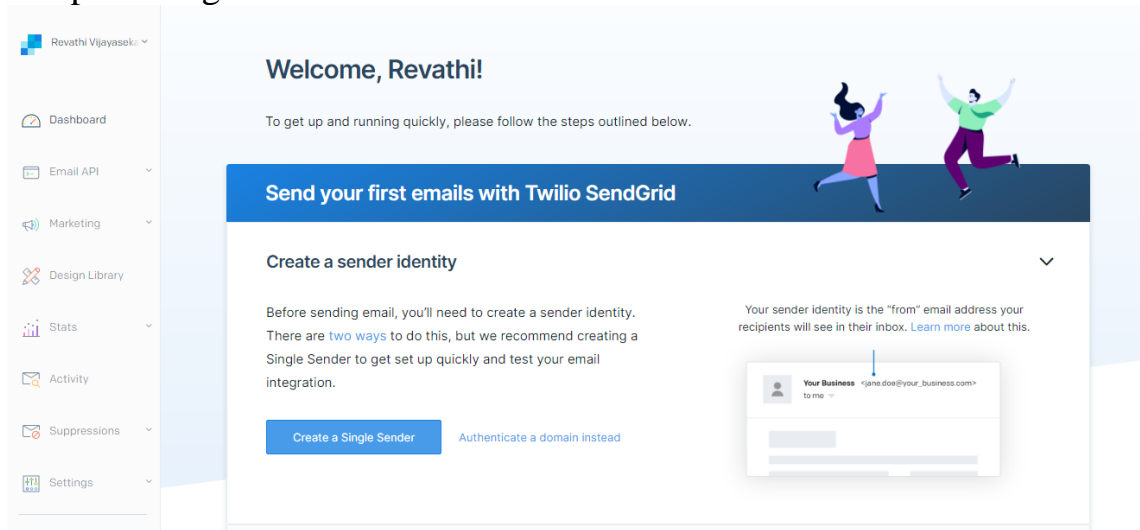 Revathi Vijayaseka
Welcome, Revathi!
To get up and running quickly, please follow the steps outlined below.
Dashboard
Email API
Marketing
Design Library
Stats
Activity
Suppressions
Settings
Send your first emails with Twilio SendGrid
Create a sender identity
Before sending email, you'll need to create a sender identity.
There are two ways to do this, but we recommend creating a
Single Sender to get set up quickly and test your email
integration.
Create a Single Sender
Authenticate a domain instead
Your sender identity is the "from" email address your
recipients will see in their inbox. Learn more about this.
Your Business <jane.doe@your_business.com>
to me